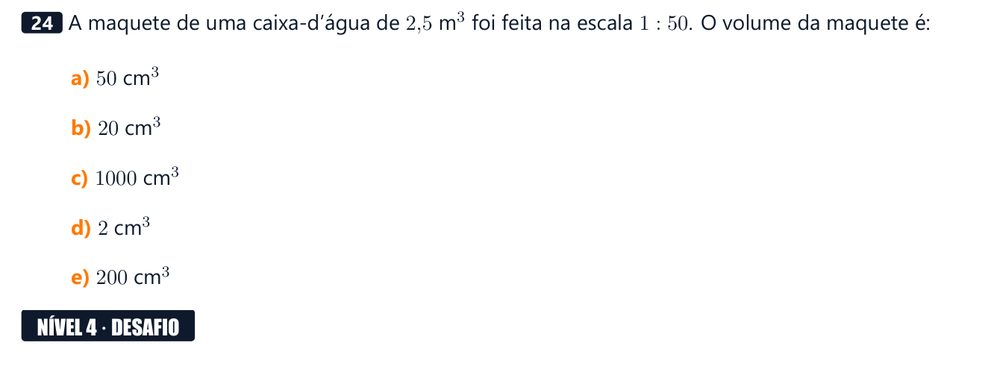 24 A maquete de uma caixa-d'água de 2,5 m³ foi feita na escala 1 : 50. O volume da maquete é:
a) 50 cm³
b) 20 cm³
c) 1000 cm³
d) 2 cm³
e) 200 cm³
NÍVEL 4 · DESAFIO